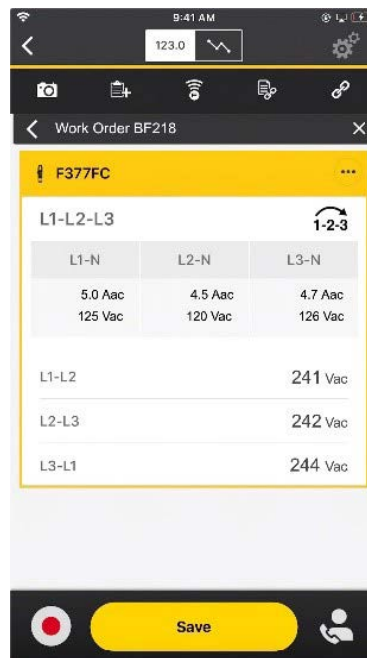 9:41 AM
123.0
Work Order BF218
F377FC
L1-L2-L3
1-2-3
L1-N L2-N L3-N
5.0 Aac 4.5 Aac 4.7 Aac
125 Vac 120 Vac 126 Vac
L1-L2 241 Vac
L2-L3 242 Vac
L3-L1 244 Vac
Save